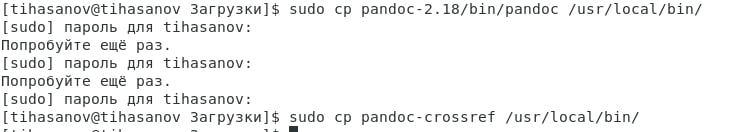 [tihasanov@tihasanov Загрузки]$ sudo cp pandoc-2.18/bin/pandoc /usr/local/bin/
[sudo] пароль для tihasanov:
Попробуйте ещё раз.
[sudo] пароль для tihasanov:
Попробуйте ещё раз.
[sudo] пароль для tihasanov:
[tihasanov@tihasanov Загрузки]$ sudo cp pandoc-crossref /usr/local/bin/
[tihasanov@tihasanov Загрузки]$